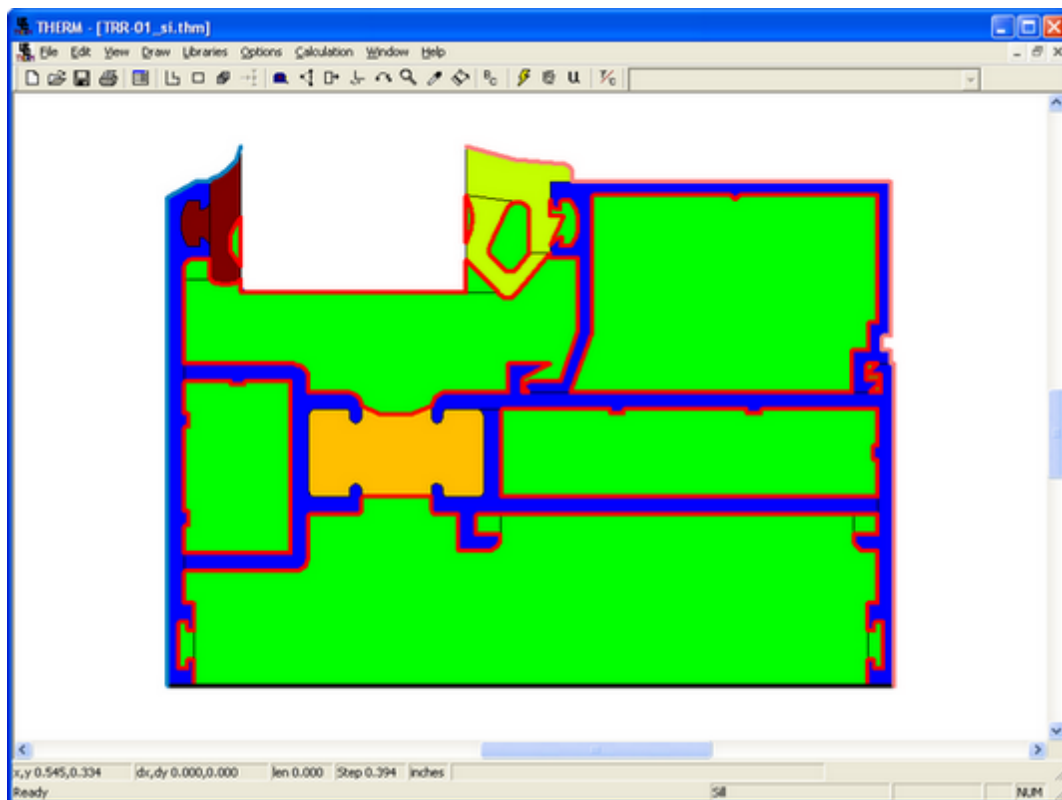 THERM - [TRR-01_si.thm]
File Edit View Draw Libraries Options Calculation Window Help
BC U T/C
x,y 0.545,0.334 dx,dy 0.000,0.000 len 0.000 Step 0.394 inches
Ready Sill NUM